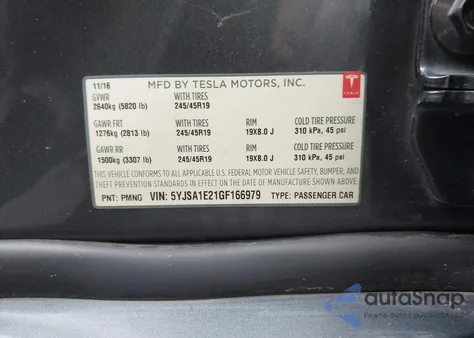 11/16 MFD BY TESLA MOTORS, INC.
GVWR WITH TIRES
2640kg (5820 lb) 245/45R19
TESLA
GAWR FRT WITH TIRES RIM COLD TIRE PRESSURE
1276kg (2813 lb) 245/45R19 19X8.0 J 310 kPa, 45 psi
GAWR RR WITH TIRES RIM COLD TIRE PRESSURE
1500kg (3307 lb) 245/45R19 19X8.0 J 310 kPa, 45 psi
THIS VEHICLE CONFORMS TO ALL APPLICABLE U.S. FEDERAL MOTOR VEHICLE SAFETY, BUMPER,
AND THEFT PREVENTION STANDARDS IN EFFECT ON THE DATE OF MANUFACTURE SHOWN ABOVE.
PNT: PMNG VIN: 5YJSA1E21GF166979 TYPE: PASSENGER CAR
autaSnap
Pewne auta z